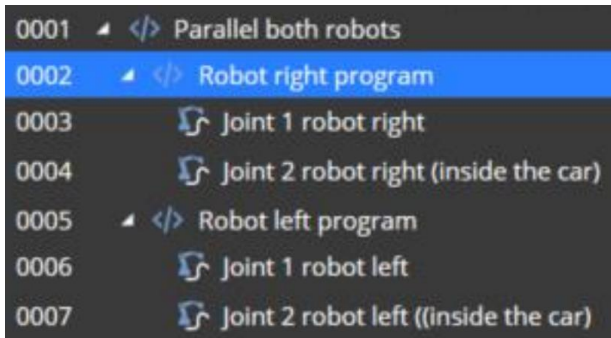 0001 </> Parallel both robots
0002 </> Robot right program
0003 Joint 1 robot right
0004 Joint 2 robot right (inside the car)
0005 </> Robot left program
0006 Joint 1 robot left
0007 Joint 2 robot left ((inside the car)